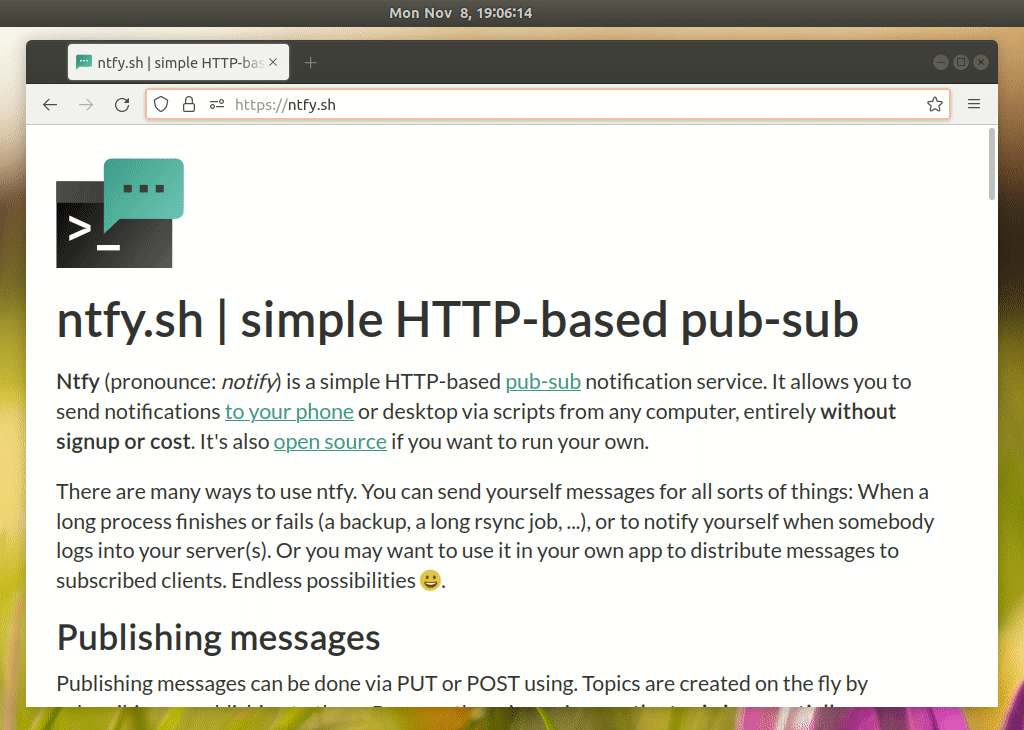 Mon Nov 8, 19:06:14
ntfy.sh | simple HTTP-bas
https://ntfy.sh
>_
ntfy.sh | simple HTTP-based pub-sub
Ntfy (pronounce: notify) is a simple HTTP-based pub-sub notification service. It allows you to
send notifications to your phone or desktop via scripts from any computer, entirely without
signup or cost. It's also open source if you want to run your own.
There are many ways to use ntfy. You can send yourself messages for all sorts of things: When a
long process finishes or fails (a backup, a long rsync job, ...), or to notify yourself when somebody
logs into your server(s). Or you may want to use it in your own app to distribute messages to
subscribed clients. Endless possibilities 😀.
Publishing messages
Publishing messages can be done via PUT or POST using. Topics are created on the fly by